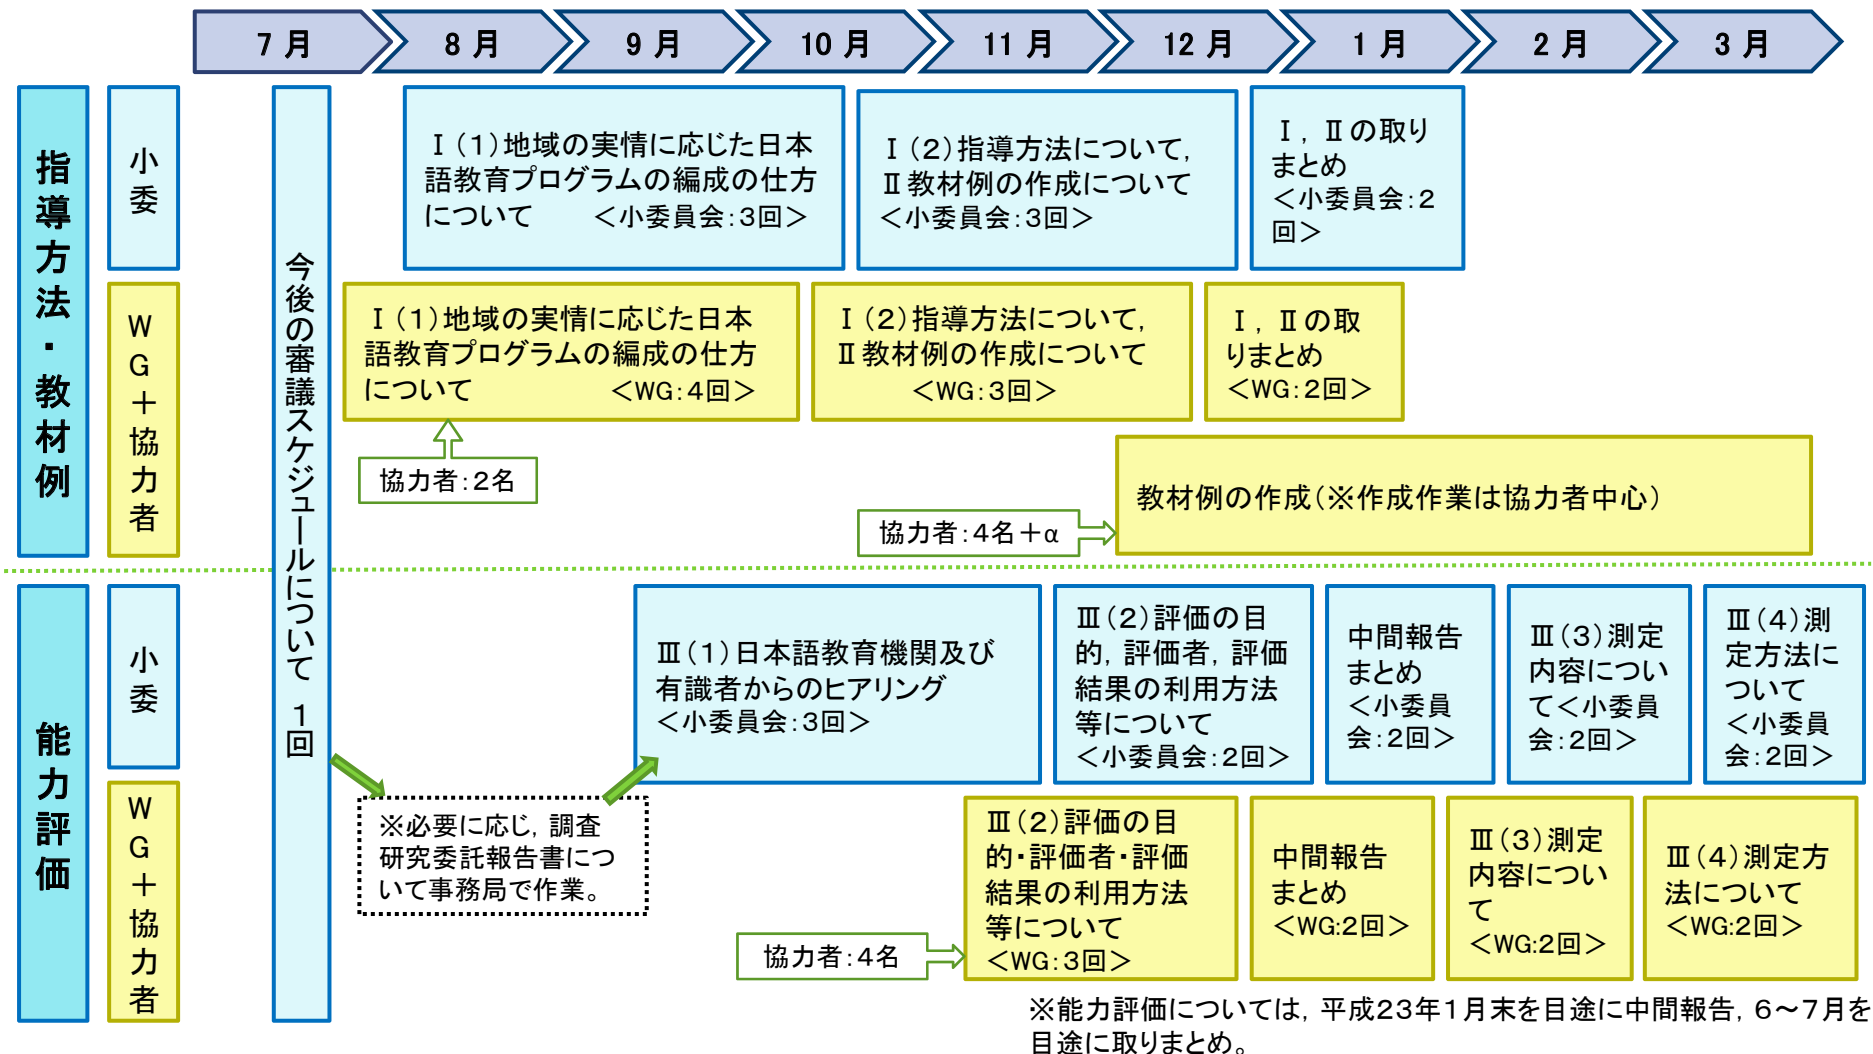 7 月
8 月
9 月
10 月
11 月
12 月
1 月
2 月
3 月
指導方法・教材例
小委
WG＋協力者
今後の審議スケジュールについて １回
Ⅰ（１）地域の実情に応じた日本
語教育プログラムの編成の仕方
について ＜小委員会：３回＞
Ⅰ（２）指導方法について，
Ⅱ教材例の作成について
＜小委員会：３回＞
Ⅰ，Ⅱの取り
まとめ
＜小委員会：２
回＞
Ⅰ（１）地域の実情に応じた日本
語教育プログラムの編成の仕方
について ＜WG：４回＞
Ⅰ（２）指導方法について，
Ⅱ教材例の作成について
＜WG：３回＞
Ⅰ，Ⅱの取
りまとめ
＜WG：２回＞
協力者：２名
教材例の作成（※作成作業は協力者中心）
協力者：４名＋α
能力評価
小委
WG＋協力者
Ⅲ（１）日本語教育機関及び
有識者からのヒアリング
＜小委員会：３回＞
Ⅲ（２）評価の目
的，評価者，評価
結果の利用方法
等について
＜小委員会：２回＞
中間報告
まとめ
＜小委員
会：２回＞
Ⅲ（３）測定
内容につい
て＜小委員
会：２回＞
Ⅲ（４）測
定方法に
ついて
＜小委員
会：２回＞
※必要に応じ，調査
研究委託報告書につ
いて事務局で作業。
Ⅲ（２）評価の目
的・評価者・評価
結果の利用方法
等について
＜WG：３回＞
中間報告
まとめ
＜WG:２回＞
Ⅲ（３）測定
内容につい
て
＜WG:２回＞
Ⅲ（４）測定方
法について
＜WG:２回＞
協力者：４名
※能力評価については，平成２３年１月末を目途に中間報告，６～７月を
目途に取りまとめ。